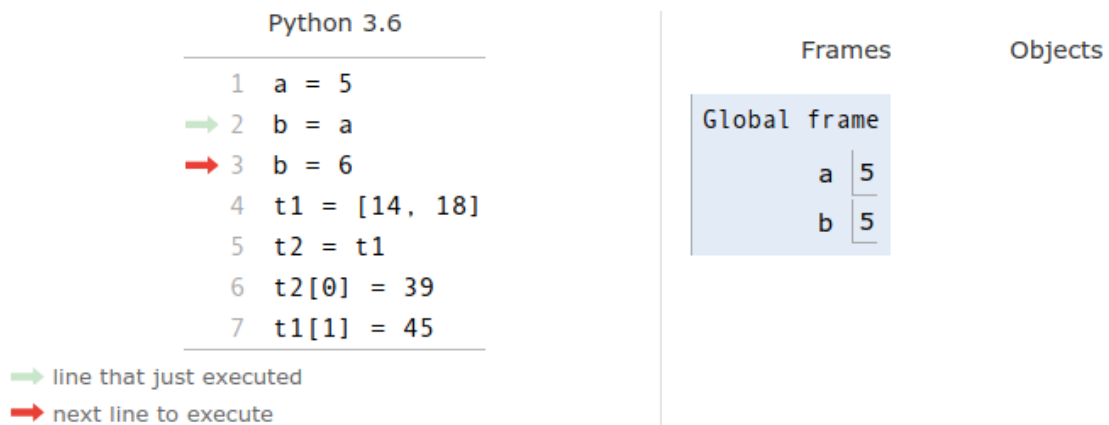 Python 3.6
1 a = 5
2 b = a
3 b = 6
4 t1 = [14, 18]
5 t2 = t1
6 t2[0] = 39
7 t1[1] = 45
line that just executed
next line to execute
Frames Objects
Global frame
a 5
b 5